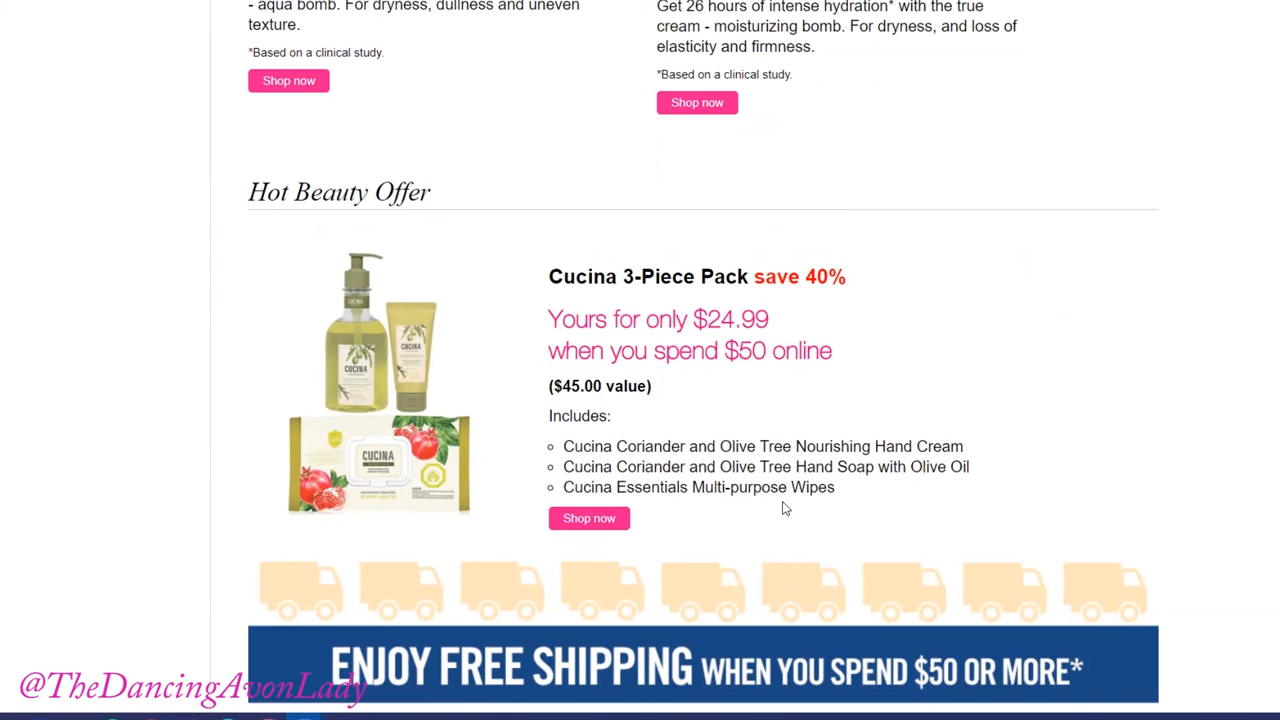 - aqua bomb. For dryness, dullness and uneven
texture.
*Based on a clinical study.
Shop now
Get 26 hours of intense hydration* with the true
cream - moisturizing bomb. For dryness, and loss of
elasticity and firmness.
*Based on a clinical study.
Shop now
Hot Beauty Offer
CUCINA
CUCINA
CUCINA
CUCINA
Cucina 3-Piece Pack save 40%
Yours for only $24.99
when you spend $50 online
($45.00 value)
Includes:
Cucina Coriander and Olive Tree Nourishing Hand Cream
Cucina Coriander and Olive Tree Hand Soap with Olive Oil
Cucina Essentials Multi-purpose Wipes
Shop now
ENJOY FREE SHIPPING WHEN YOU SPEND $50 OR MORE*
@TheDancingAvonLady